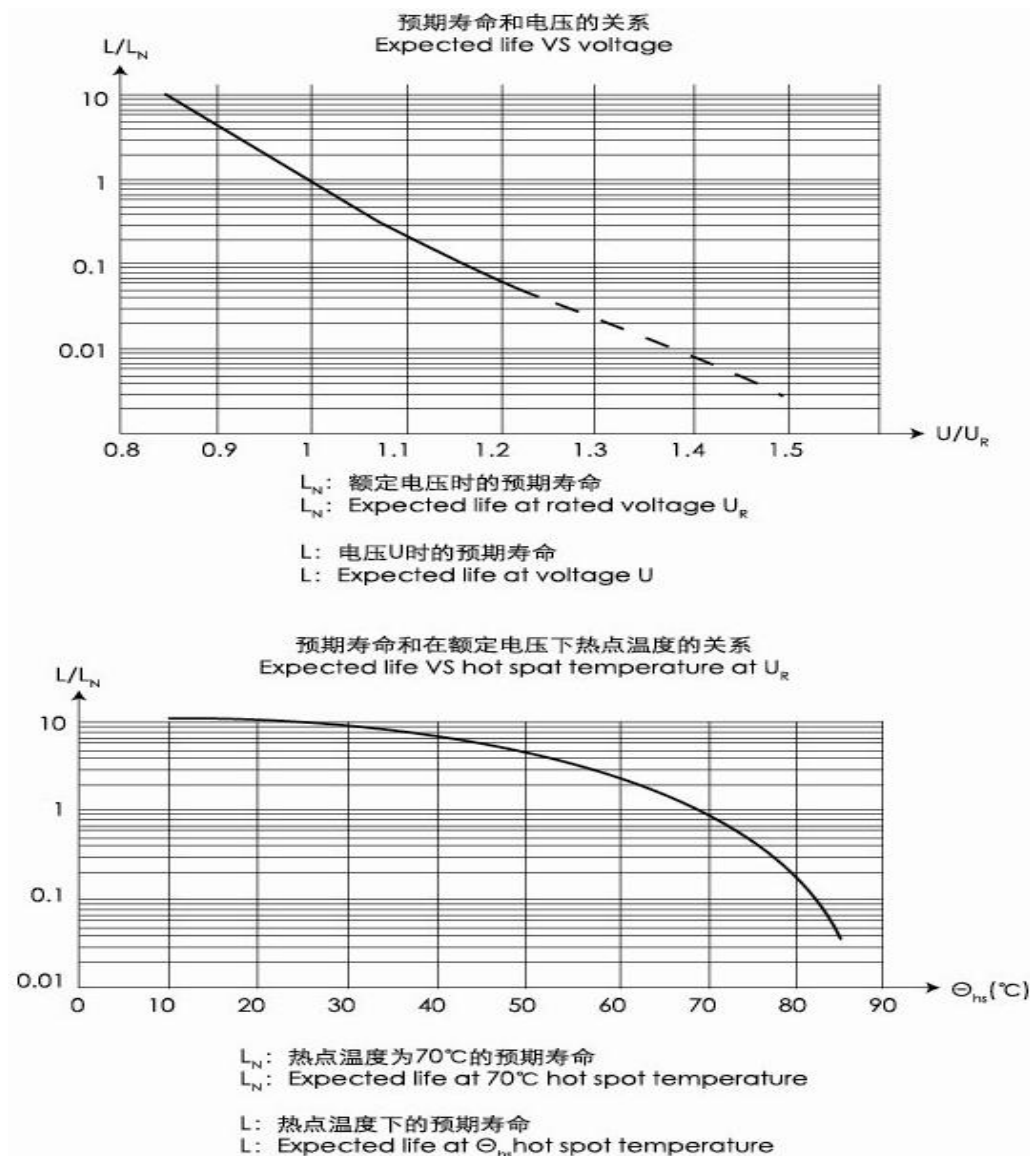 预期寿命和电压的关系
Expected life VS voltage
L/LN
10
1
0.1
0.01
0.8 0.9 1 1.1 1.2 1.3 1.4 1.5
U/UR
LN: 额定电压时的预期寿命
LN: Expected life at rated voltage UR
L: 电压U时的预期寿命
L: Expected life at voltage U
预期寿命和在额定电压下热点温度的关系
Expected life VS hot spat temperature at UR
L/LN
10
1
0.1
0.01
0 10 20 30 40 50 60 70 80 90
Θhs(℃)
LN: 热点温度为70℃的预期寿命
LN: Expected life at 70℃ hot spot temperature
L: 热点温度下的预期寿命
L: Expected life at Θhs hot spot temperature